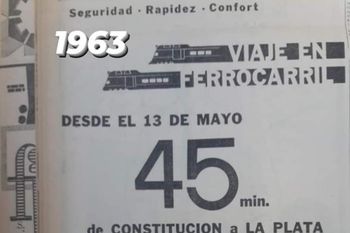 Seguridad · Rapidez · Confort
1963
VIAJE EN
FERROCARRIL
DESDE EL 13 DE MAYO
45 min.
de CONSTITUCION a LA PLATA